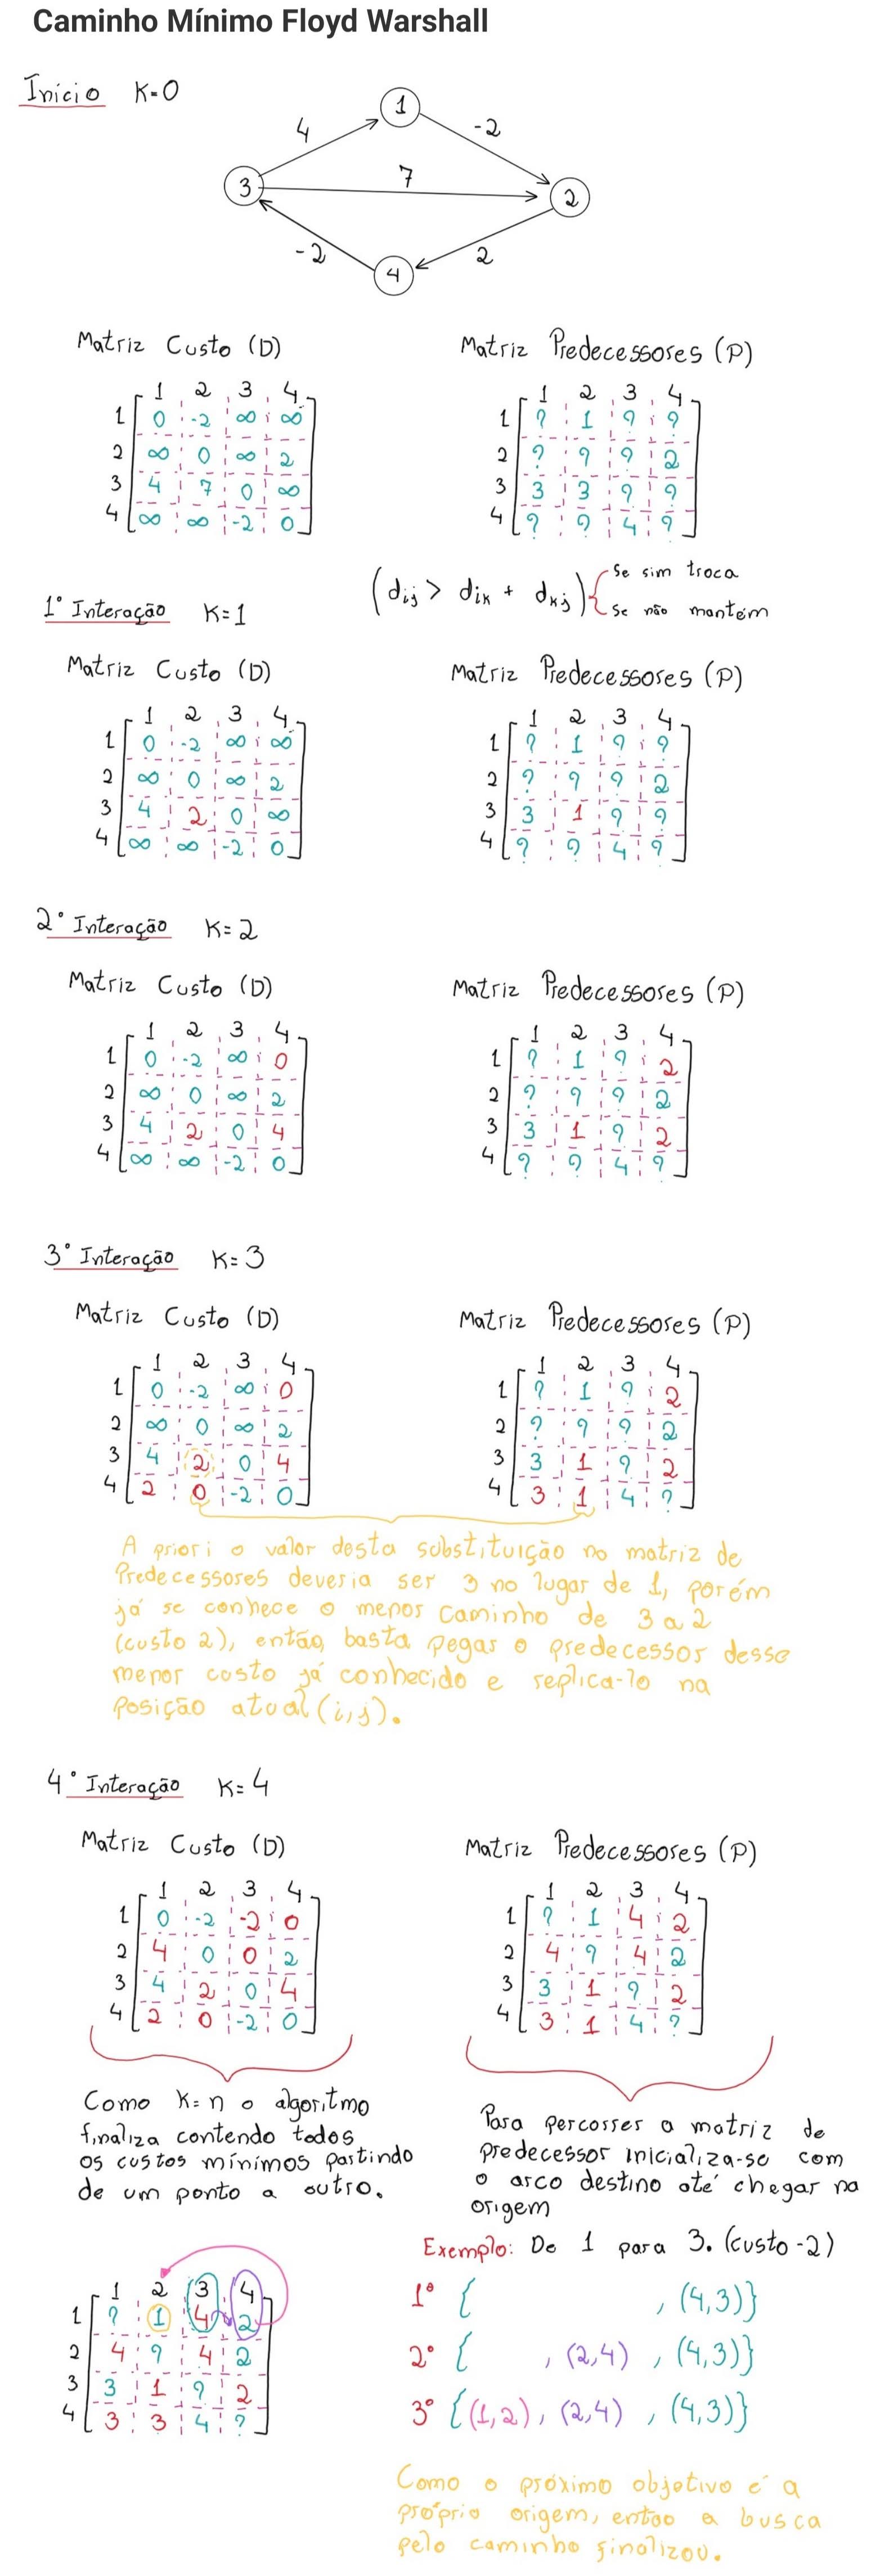 Caminho Mínimo Floyd Warshall
Inicio K=0
1
4
-2
3
7
2
-2
4
2
Matriz Custo (D) Matriz Predecessores (P)
1 2 3 4 1 2 3 4
1 0 -2 ∞ ∞ 1 ? 1 ? ?
2 ∞ 0 ∞ 2 2 ? ? ? 2
3 4 7 0 ∞ 3 3 3 ? ?
4 ∞ ∞ -2 0 4 ? ? 4 ?
(dij > dik + dkj) { se sim troca
se não mantém
1° Interação K=1
Matriz Custo (D) Matriz Predecessores (P)
1 2 3 4 1 2 3 4
1 0 -2 ∞ ∞ 1 ? 1 ? ?
2 ∞ 0 ∞ 2 2 ? ? ? 2
3 4 2 0 ∞ 3 3 1 ? ?
4 ∞ ∞ -2 0 4 ? ? 4 ?
2° Interação K=2
Matriz Custo (D) Matriz Predecessores (P)
1 2 3 4 1 2 3 4
1 0 -2 ∞ 0 1 ? 1 ? 2
2 ∞ 0 ∞ 2 2 ? ? ? 2
3 4 2 0 4 3 3 1 ? 2
4 ∞ ∞ -2 0 4 ? ? 4 ?
3° Interação K=3
Matriz Custo (D) Matriz Predecessores (P)
1 2 3 4 1 2 3 4
1 0 -2 ∞ 0 1 ? 1 ? 2
2 ∞ 0 ∞ 2 2 ? ? ? 2
3 4 2 0 4 3 3 1 ? 2
4 2 0 -2 0 4 3 1 4 ?
A priori o valor desta substituição no matriz de
Predecessores deveria ser 3 no lugar de 1, porém
já se conhece o menos caminho de 3 a 2
(custo 2), então, basta pegar o predecessor desse
menor custo já conhecido e replica-lo na
Posição atual (i,j).
4° Interação K=4
Matriz Custo (D) Matriz Predecessores (P)
1 2 3 4 1 2 3 4
1 0 -2 -2 0 1 ? 1 4 2
2 4 0 0 2 2 4 ? 4 2
3 4 2 0 4 3 3 1 ? 2
4 2 0 -2 0 4 3 1 4 ?
Como K=n o algoritmo
finaliza contendo todos
os custos mínimos partindo
de um ponto a outro.
Para percorrer a matriz de
predecessor inicializa-se com
o arco destino até chegar na
origem
Exemplo: De 1 para 3. (custo -2)
1° { , (4,3)}
2° { , (2,4) , (4,3)}
3° {(1,2), (2,4) , (4,3)}
1 2 3 4
1 ? 1 4 2
2 4 ? 4 2
3 3 1 ? 2
4 3 3 4 ?
Como o próximo objetivo é a
própria origem, entao a busca
pelo caminho finalizou.